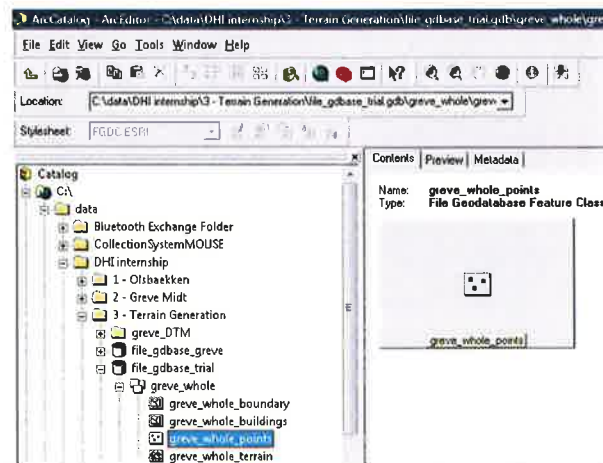 ArcCatalog - ArcEditor - C:\data\DHI internship\3 - Terrain Generation\file_gdbase_trial.gdb\greve_whole\gre
File Edit View Go Tools Window Help
Location: C:\data\DHI internship\3 - Terrain Generation\file_gdbase_trial.gdb\greve_whole\grev
Stylesheet: FGDC ESRI
Contents Preview Metadata
Catalog
C:\
data
Bluetooth Exchange Folder
CollectionSystemMOUSE
DHI internship
1 - Olsbaekken
2 - Greve Midt
3 - Terrain Generation
greve_DTM
file_gdbase_greve
file_gdbase_trial
greve_whole
greve_whole_boundary
greve_whole_buildings
greve_whole_points
greve_whole_terrain
Name: greve_whole_points
Type: File Geodatabase Feature Class
greve_whole_points